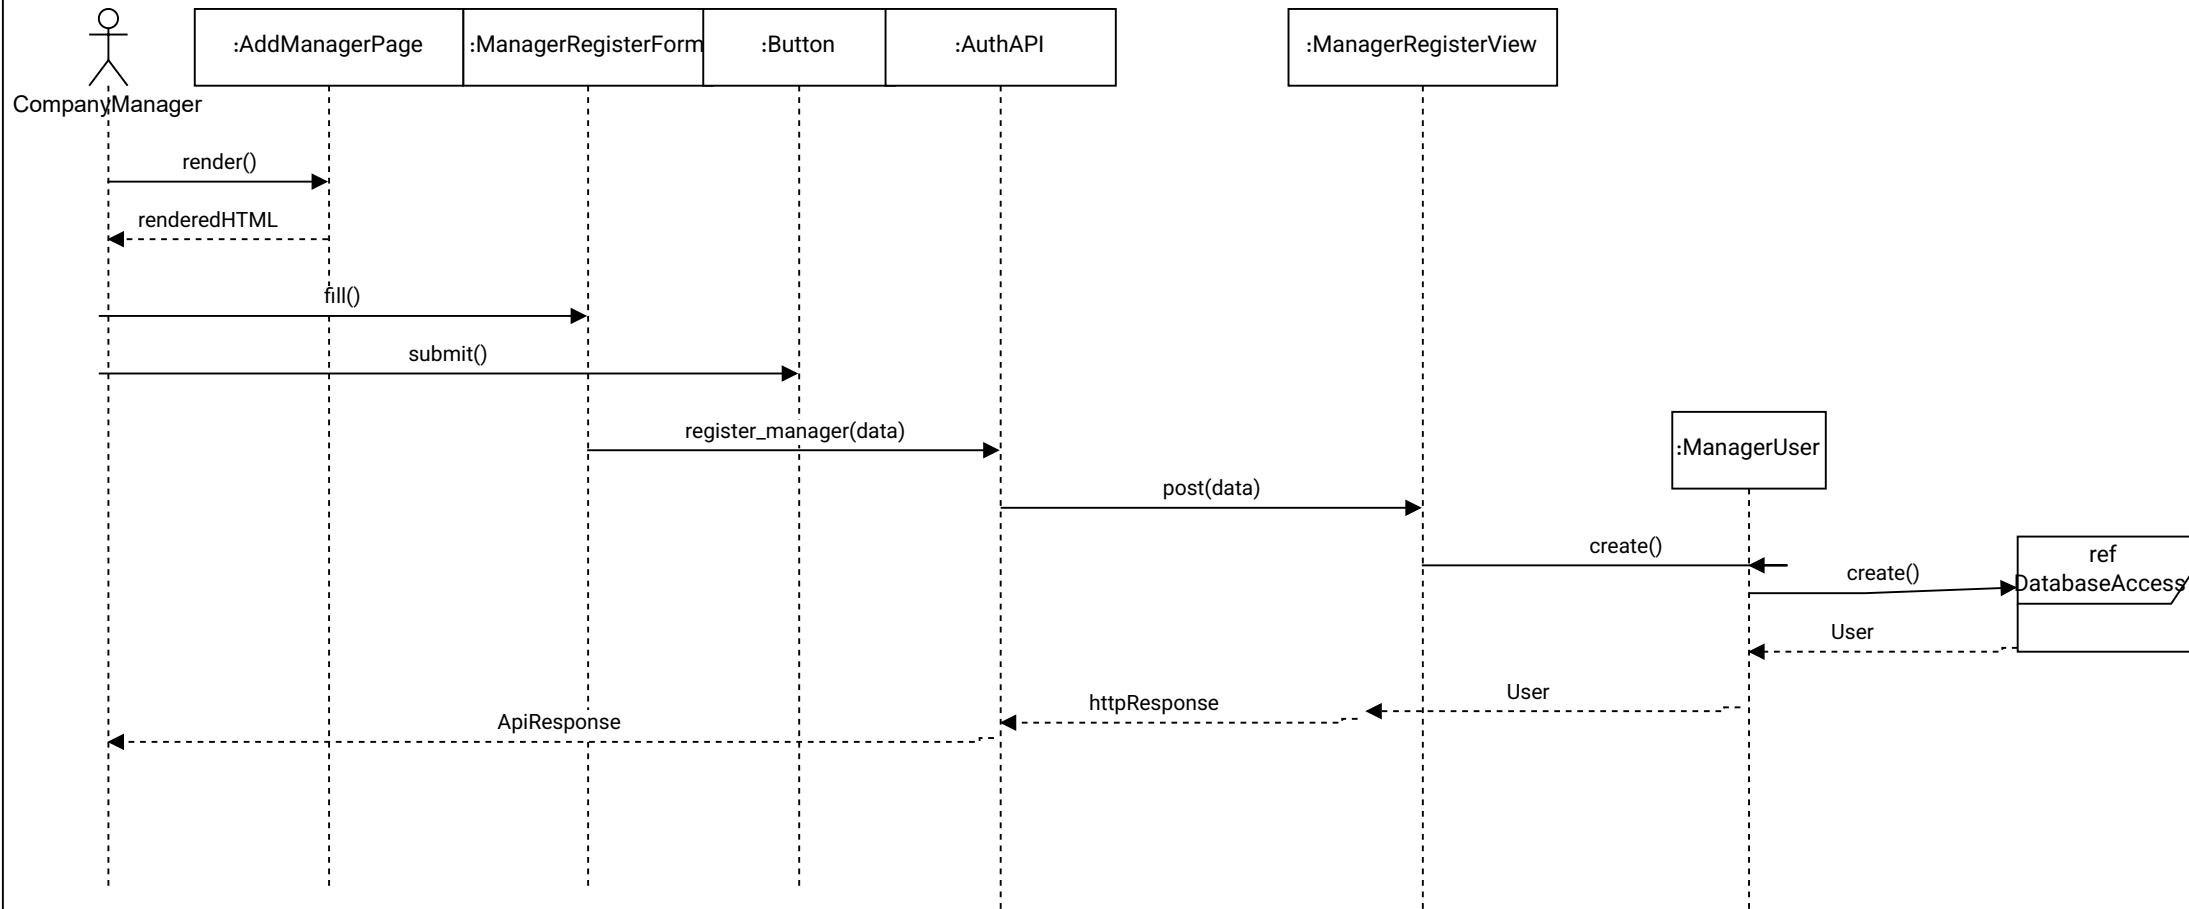 :AddManagerPage
:ManagerRegisterForm
:Button
:AuthAPI
:ManagerRegisterView
CompanyManager
render()
renderedHTML
fill()
submit()
register_manager(data)
:ManagerUser
post(data)
create()
create()
ref
DatabaseAccess
User
User
httpResponse
ApiResponse